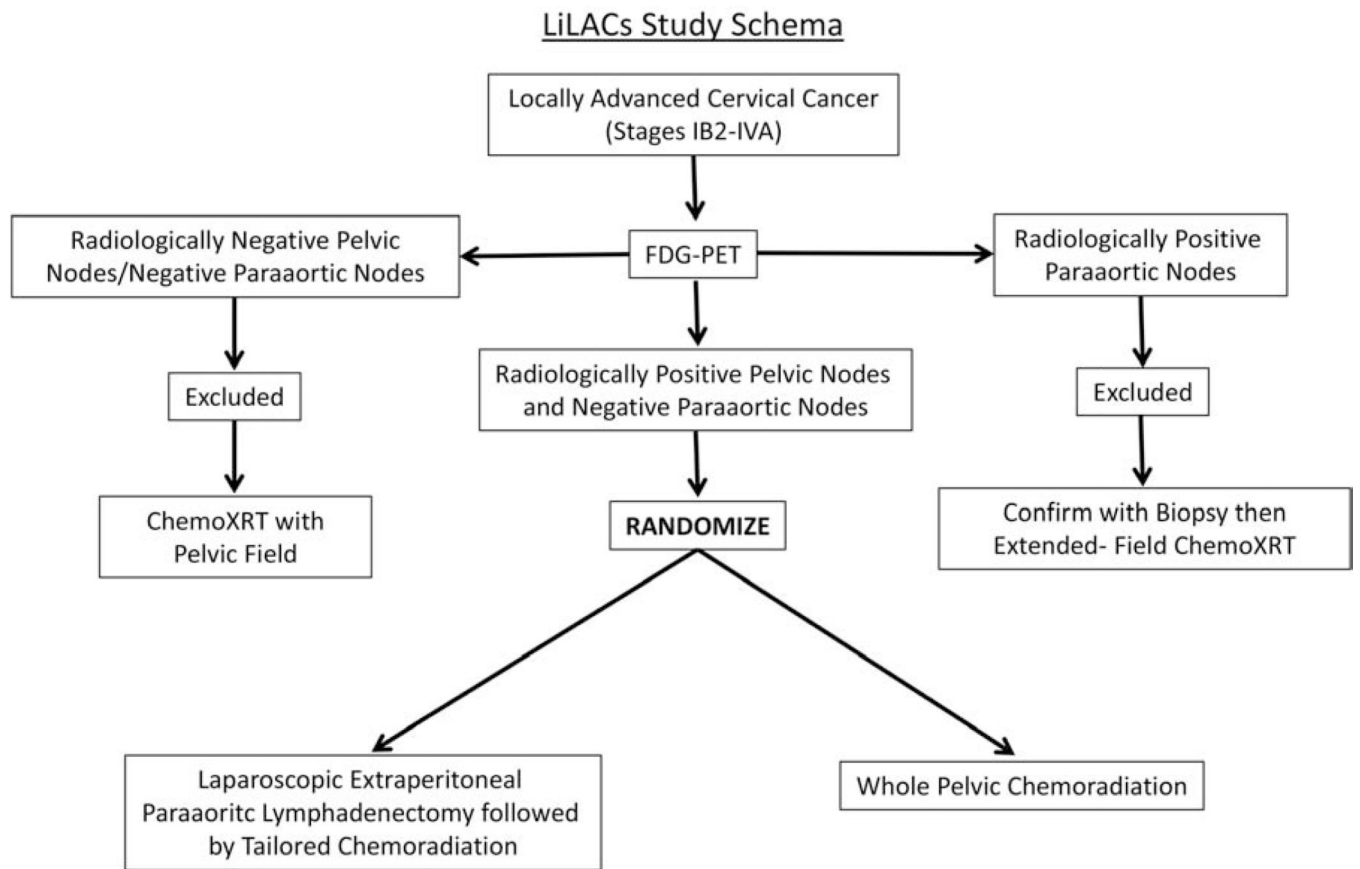 LiLACs Study Schema
Locally Advanced Cervical Cancer
(Stages IB2-IVA)
Radiologically Negative Pelvic
Nodes/Negative Paraaortic Nodes
FDG-PET
Radiologically Positive
Paraaortic Nodes
Excluded
Radiologically Positive Pelvic Nodes
and Negative Paraaortic Nodes
Excluded
ChemoXRT with
Pelvic Field
RANDOMIZE
Confirm with Biopsy then
Extended- Field ChemoXRT
Laparoscopic Extraperitoneal
Paraaoritc Lymphadenectomy followed
by Tailored Chemoradiation
Whole Pelvic Chemoradiation